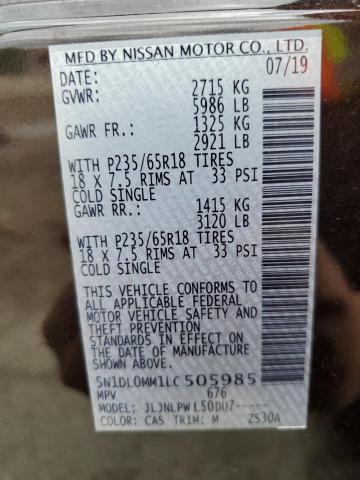 MFD BY NISSAN MOTOR CO., LTD.
DATE: 07/19
GVWR: 2715 KG
5986 LB
GAWR FR.: 1325 KG
2921 LB
WITH P235/65R18 TIRES
18 X 7.5 RIMS AT 33 PSI
COLD SINGLE
GAWR RR.: 1415 KG
3120 LB
WITH P235/65R18 TIRES
18 X 7.5 RIMS AT 33 PSI
COLD SINGLE
THIS VEHICLE CONFORMS TO
ALL APPLICABLE FEDERAL
MOTOR VEHICLE SAFETY AND
THEFT PREVENTION
STANDARDS IN EFFECT ON
THE DATE OF MANUFACTURE
SHOWN ABOVE.
5N1DL0MM1LC505985
MPV 676
MODEL: JLJNLPW L50DU7---
COLOR: CAS TRIM: M ZS30A